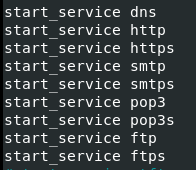 start_service dns
start_service http
start_service https
start_service smtp
start_service smtps
start_service pop3
start_service pop3s
start_service ftp
start_service ftps